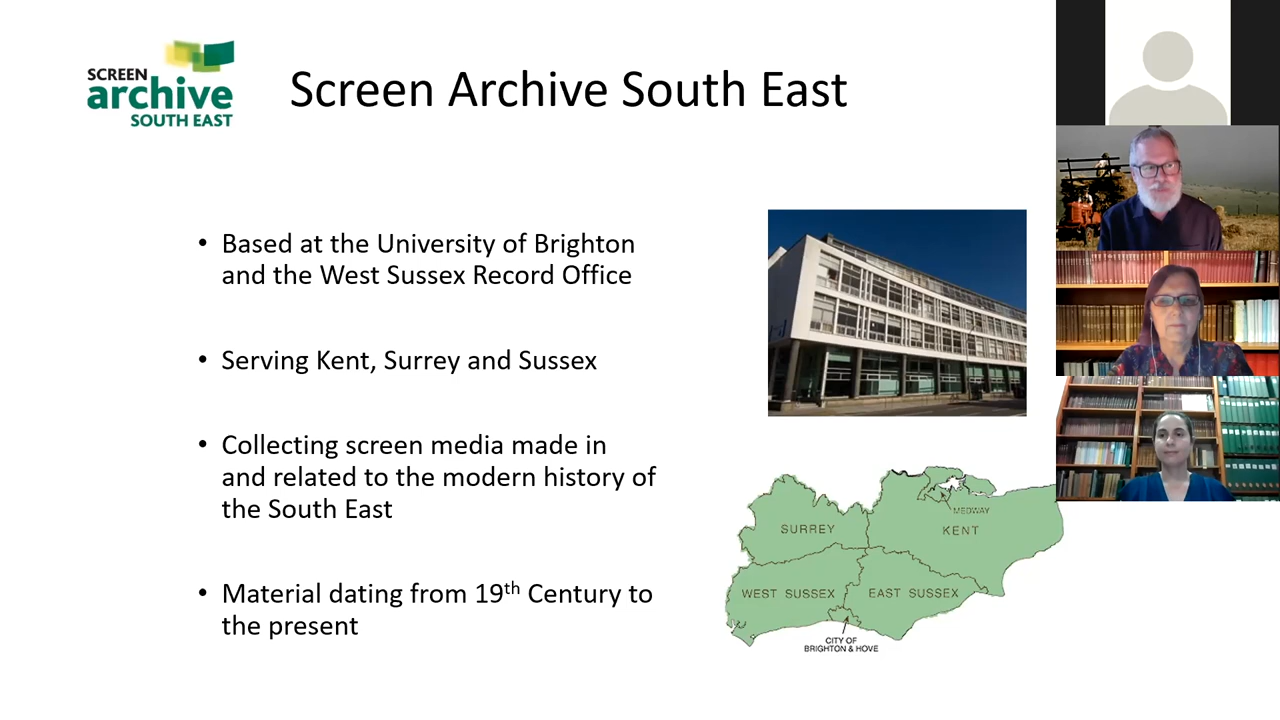 SCREEN
archive
SOUTH EAST
Screen Archive South East
• Based at the University of Brighton
and the West Sussex Record Office
• Serving Kent, Surrey and Sussex
• Collecting screen media made in
and related to the modern history of
the South East
• Material dating from 19th Century to
the present
MEDWAY
SURREY
KENT
WEST SUSSEX
EAST SUSSEX
CITY OF
BRIGHTON & HOVE